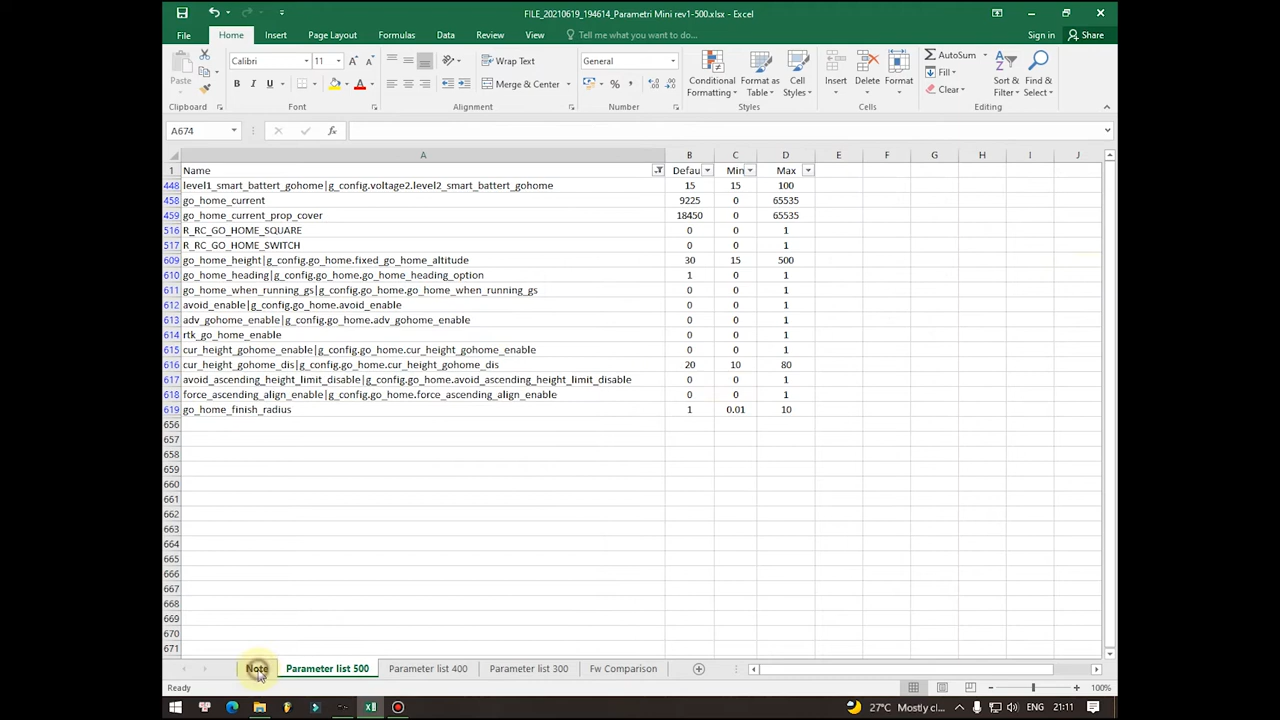 FILE_20210619_194614_Parametri Mini rev1-500.xlsx - Excel
File Home Insert Page Layout Formulas Data Review View Tell me what you want to do... Sign in Share
Paste Calibri 11 A A Wrap Text General Conditional Formatting Format as Table Cell Styles Insert Delete Format AutoSum Fill Clear Sort & Filter Find & Select
B I U Merge & Center %
Clipboard Font Alignment Number Styles Cells Editing
A674 fx
A B C D E F G H I J
1 Name Defau Min Max
448 level1_smart_battert_gohome|g_config.voltage2.level2_smart_battert_gohome 15 15 100
458 go_home_current 9225 0 65535
459 go_home_current_prop_cover 18450 0 65535
516 R_RC_GO_HOME_SQUARE 0 0 1
517 R_RC_GO_HOME_SWITCH 0 0 1
609 go_home_height|g_config.go_home.fixed_go_home_altitude 30 15 500
610 go_home_heading|g_config.go_home.go_home_heading_option 1 0 1
611 go_home_when_running_gs|g_config.go_home.go_home_when_running_gs 0 0 1
612 avoid_enable|g_config.go_home.avoid_enable 0 0 1
613 adv_gohome_enable|g_config.go_home.adv_gohome_enable 0 0 1
614 rtk_go_home_enable 0 0 1
615 cur_height_gohome_enable|g_config.go_home.cur_height_gohome_enable 0 0 1
616 cur_height_gohome_dis|g_config.go_home.cur_height_gohome_dis 20 10 80
617 avoid_ascending_height_limit_disable|g_config.go_home.avoid_ascending_height_limit_disable 0 0 1
618 force_ascending_align_enable|g_config.go_home.force_ascending_align_enable 0 0 1
619 go_home_finish_radius 1 0.01 10
656
657
658
659
660
661
662
663
664
665
666
667
668
669
670
671
Note Parameter list 500 Parameter list 400 Parameter list 300 Fw Comparison
Ready 100%
27°C Mostly cl... ENG 21:11